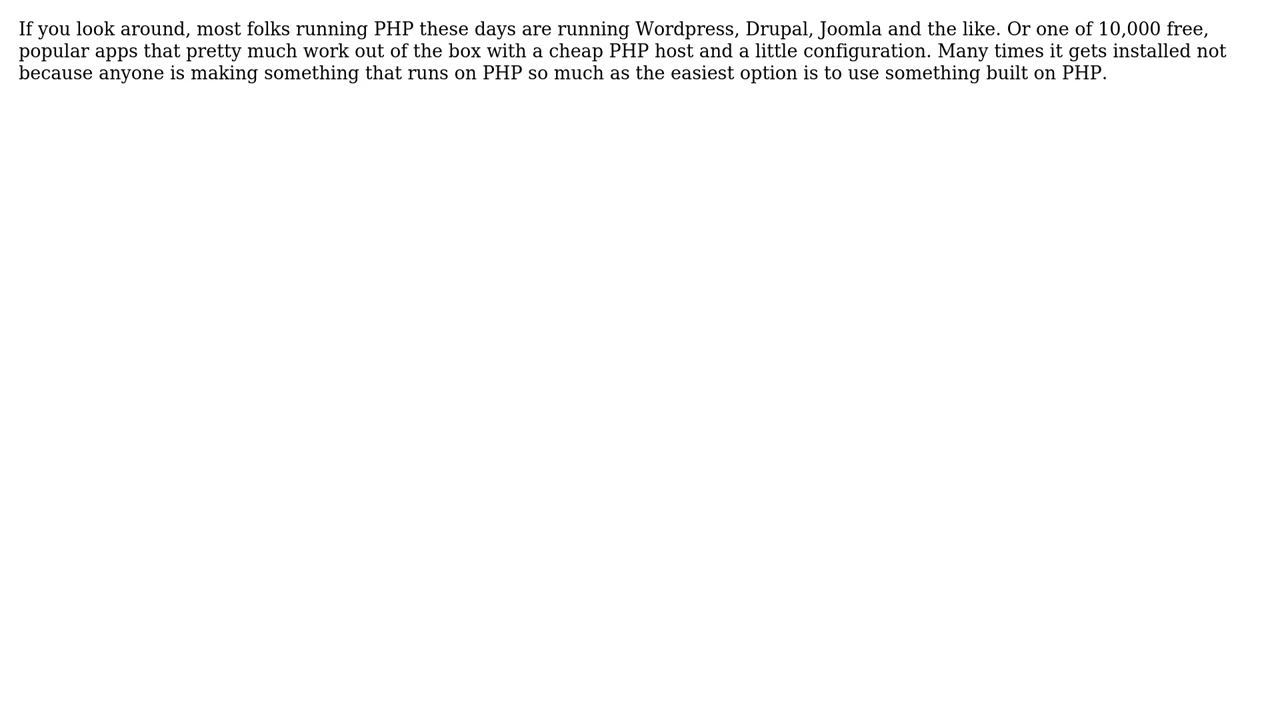 If you look around, most folks running PHP these days are running Wordpress, Drupal, Joomla and the like. Or one of 10,000 free,
popular apps that pretty much work out of the box with a cheap PHP host and a little configuration. Many times it gets installed not
because anyone is making something that runs on PHP so much as the easiest option is to use something built on PHP.